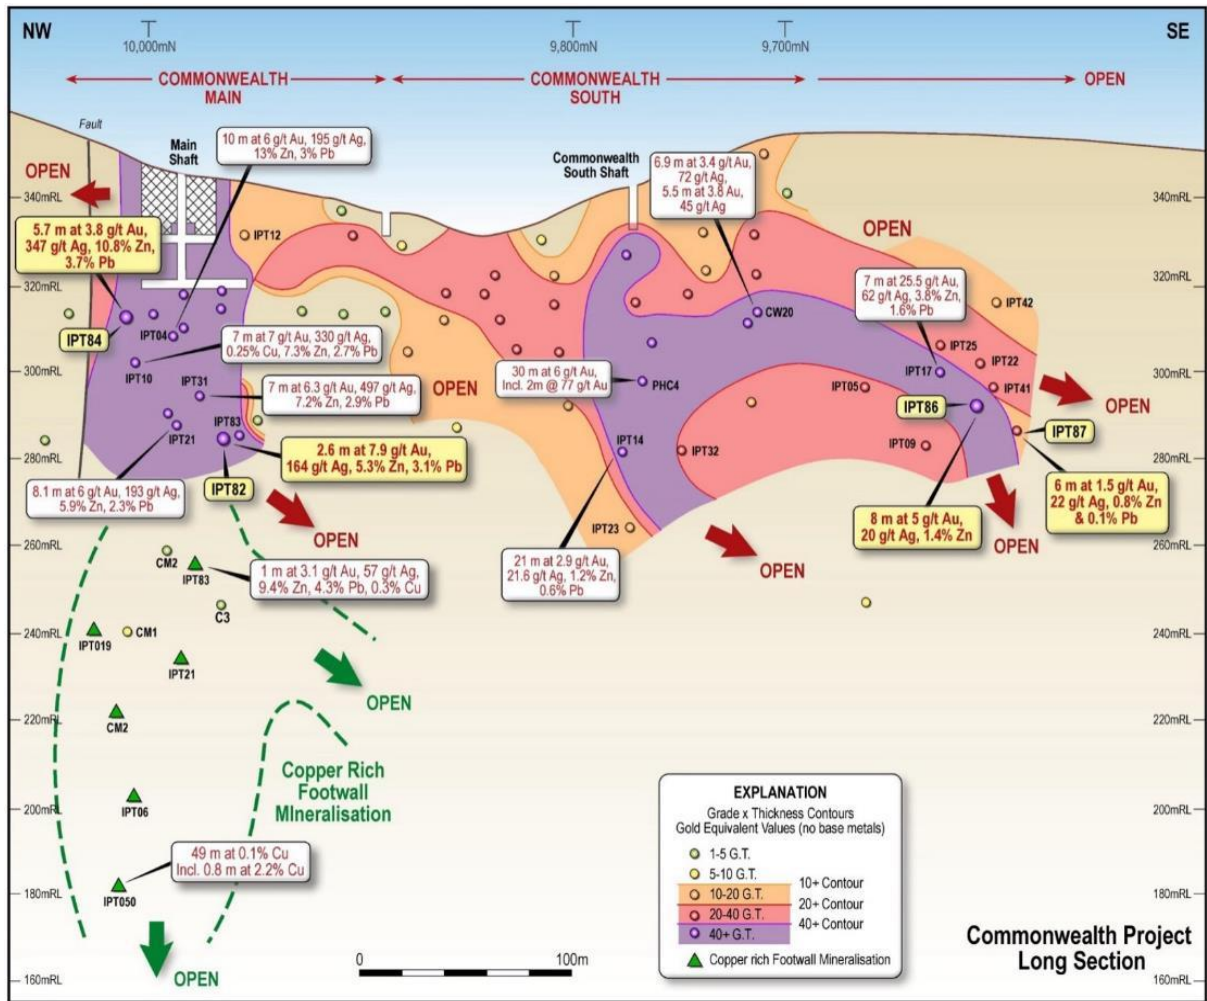 NW
SE
10,000mN
9,800mN
9,700mN
COMMONWEALTH
MAIN
COMMONWEALTH
SOUTH
OPEN
Fault
Main
Shaft
10 m at 6 g/t Au, 195 g/t Ag,
13% Zn, 3% Pb
Commonwealth
South Shaft
6.9 m at 3.4 g/t Au,
72 g/t Ag,
5.5 m at 3.8 Au,
45 g/t Ag
OPEN
340mRL
340mRL
5.7 m at 3.8 g/t Au,
347 g/t Ag, 10.8% Zn,
3.7% Pb
IPT12
OPEN
7 m at 25.5 g/t Au,
62 g/t Ag, 3.8% Zn,
1.6% Pb
320mRL
320mRL
IPT42
CW20
IPT84
IPT04
7 m at 7 g/t Au, 330 g/t Ag,
0.25% Cu, 7.3% Zn, 2.7% Pb
IPT25
IPT22
300mRL
300mRL
IPT10
IPT31
7 m at 6.3 g/t Au, 497 g/t Ag,
7.2% Zn, 2.9% Pb
OPEN
30 m at 6 g/t Au,
Incl. 2m @ 77 g/t Au
PHC4
IPT05
IPT17
IPT41
OPEN
IPT86
IPT87
IPT21
IPT83
2.6 m at 7.9 g/t Au,
164 g/t Ag, 5.3% Zn, 3.1% Pb
IPT14
IPT32
IPT09
280mRL
280mRL
8.1 m at 6 g/t Au, 193 g/t Ag,
5.9% Zn, 2.3% Pb
IPT82
OPEN
IPT23
8 m at 5 g/t Au,
20 g/t Ag, 1.4% Zn
6 m at 1.5 g/t Au,
22 g/t Ag, 0.8% Zn
& 0.1% Pb
OPEN
260mRL
260mRL
CM2
IPT83
1 m at 3.1 g/t Au, 57 g/t Ag,
9.4% Zn, 4.3% Pb, 0.3% Cu
21 m at 2.9 g/t Au,
21.6 g/t Ag, 1.2% Zn,
0.6% Pb
OPEN
C3
240mRL
240mRL
IPT019
CM1
IPT21
OPEN
220mRL
220mRL
CM2
Copper Rich
Footwall
MIneralisation
200mRL
200mRL
IPT06
49 m at 0.1% Cu
Incl. 0.8 m at 2.2% Cu
180mRL
180mRL
IPT050
OPEN
160mRL
160mRL
0
100m
EXPLANATION
Grade x Thickness Contours
Gold Equivalent Values (no base metals)
1-5 G.T.
5-10 G.T.
10+ Contour
10-20 G.T.
20+ Contour
20-40 G.T.
40+ Contour
40+ G.T.
Copper rich Footwall Mineralisation
Commonwealth Project
Long Section